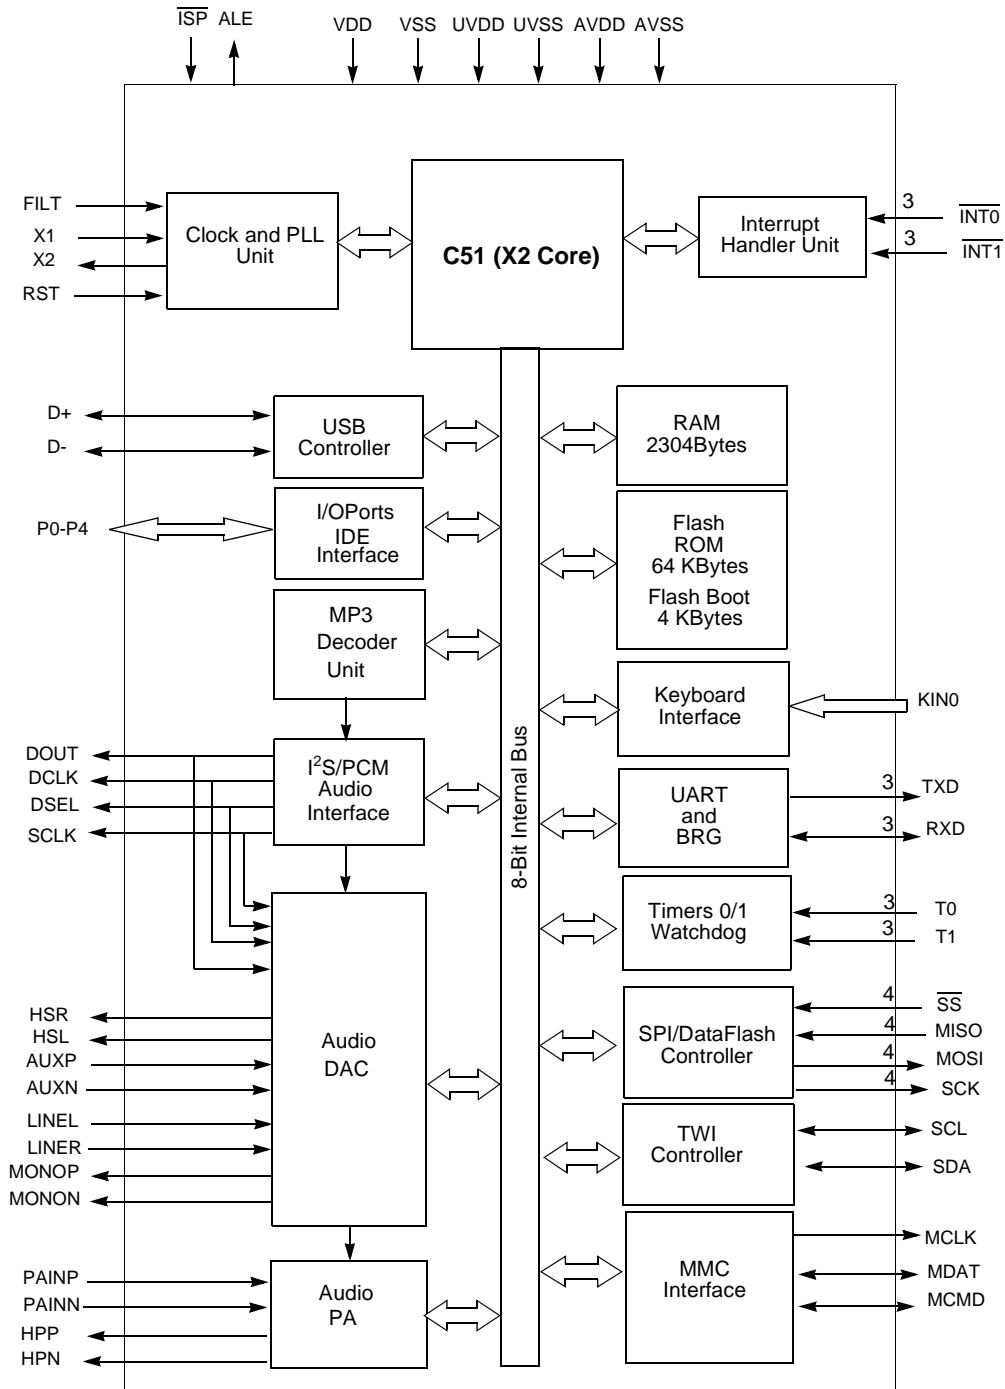 ISP ALE VDD VSS UVDD UVSS AVDD AVSS
FILT
X1
X2
RST
Clock and PLL
Unit
C51 (X2 Core)
Interrupt
Handler Unit
3
INT0
3
INT1
D+
D-
USB
Controller
RAM
2304Bytes
P0-P4
I/OPorts
IDE
Interface
Flash
ROM
64 KBytes
Flash Boot
4 KBytes
MP3
Decoder
Unit
8-Bit Internal Bus
Keyboard
Interface
KIN0
DOUT
DCLK
DSEL
SCLK
I2S/PCM
Audio
Interface
UART
and
BRG
3 TXD
3 RXD
Timers 0/1
Watchdog
3 T0
3 T1
HSR
HSL
AUXP
AUXN
LINEL
LINER
MONOP
MONON
Audio
DAC
SPI/DataFlash
Controller
4 SS
4 MISO
4 MOSI
4 SCK
TWI
Controller
SCL
SDA
PAINP
PAINN
HPP
HPN
Audio
PA
MMC
Interface
MCLK
MDAT
MCMD